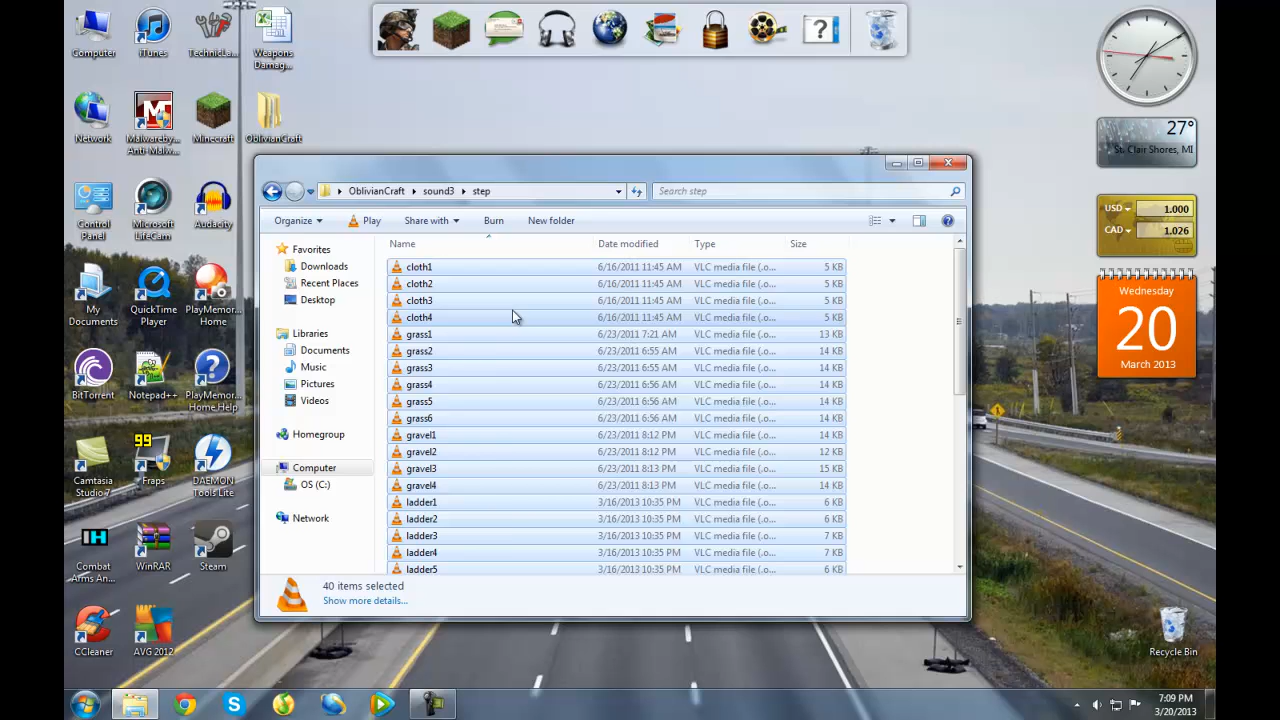 Computer
iTunes
TechnicLa...
Weapons
Damag...
Network
Malwareby...
Anti-Malw...
Minecraft
OblivianCraft
Control
Panel
Microsoft
LifeCam
Audacity
My
Documents
QuickTime
Player
PlayMemor...
Home
BitTorrent
Notepad++
PlayMemor...
Home Help
Camtasia
Studio 7
99
Fraps
DAEMON
Tools Lite
Combat
Arms An...
WinRAR
Steam
CCleaner
AVG 2012
27°
St. Clair Shores, MI
USD 1.000
CAD 1.026
Wednesday
20
March 2013
Recycle Bin
OblivianCraft sound3 step
Search step
Organize Play Share with Burn New folder
Name Date modified Type Size
Favorites
Downloads
Recent Places
Desktop
Libraries
Documents
Music
Pictures
Videos
Homegroup
Computer
OS (C:)
Network
cloth1 6/16/2011 11:45 AM VLC media file (.o... 5 KB
cloth2 6/16/2011 11:45 AM VLC media file (.o... 5 KB
cloth3 6/16/2011 11:45 AM VLC media file (.o... 5 KB
cloth4 6/16/2011 11:45 AM VLC media file (.o... 5 KB
grass1 6/23/2011 7:21 AM VLC media file (.o... 13 KB
grass2 6/23/2011 6:55 AM VLC media file (.o... 14 KB
grass3 6/23/2011 6:55 AM VLC media file (.o... 14 KB
grass4 6/23/2011 6:56 AM VLC media file (.o... 14 KB
grass5 6/23/2011 6:56 AM VLC media file (.o... 14 KB
grass6 6/23/2011 6:56 AM VLC media file (.o... 14 KB
gravel1 6/23/2011 8:12 PM VLC media file (.o... 14 KB
gravel2 6/23/2011 8:12 PM VLC media file (.o... 12 KB
gravel3 6/23/2011 8:13 PM VLC media file (.o... 15 KB
gravel4 6/23/2011 8:13 PM VLC media file (.o... 14 KB
ladder1 3/16/2013 10:35 PM VLC media file (.o... 6 KB
ladder2 3/16/2013 10:35 PM VLC media file (.o... 6 KB
ladder3 3/16/2013 10:35 PM VLC media file (.o... 7 KB
ladder4 3/16/2013 10:35 PM VLC media file (.o... 7 KB
ladder5 3/16/2013 10:35 PM VLC media file (.o... 6 KB
40 items selected
Show more details...
7:09 PM
3/20/2013